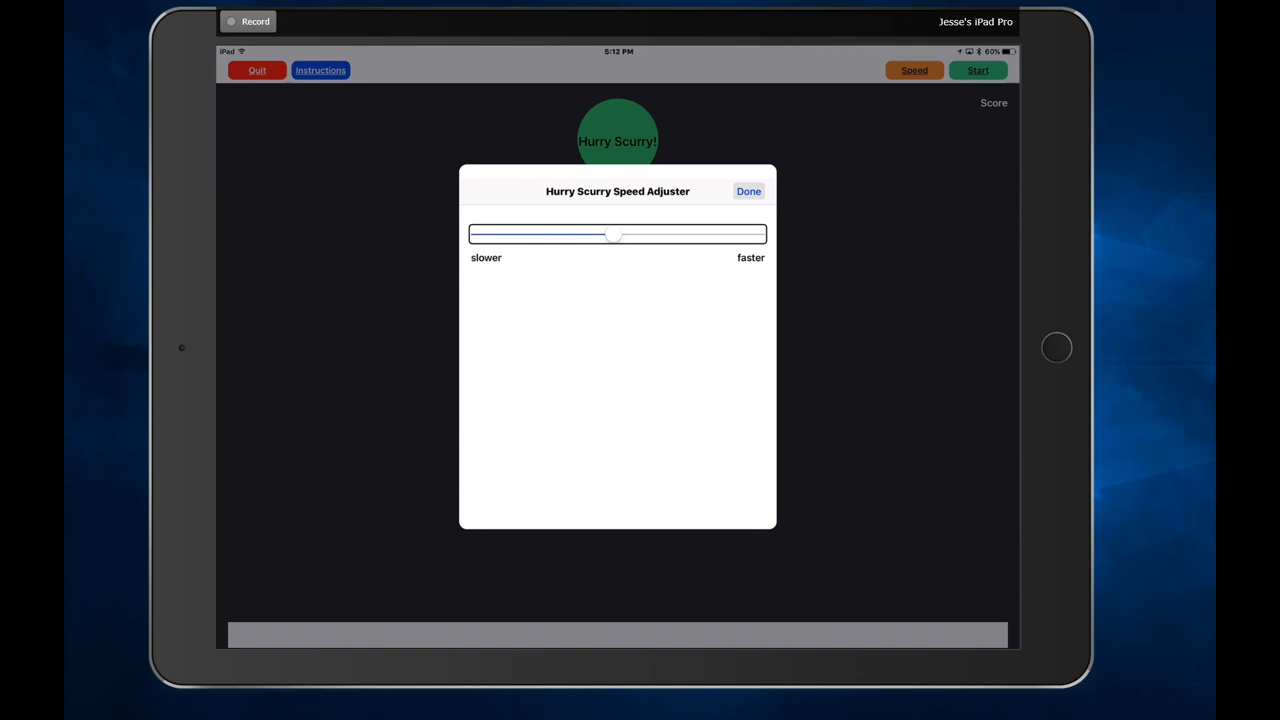 Record
Jesse's iPad Pro
iPad 5:12 PM 60%
Quit Instructions Speed Start
Score
Hurry Scurry!
Hurry Scurry Speed Adjuster Done
slower faster